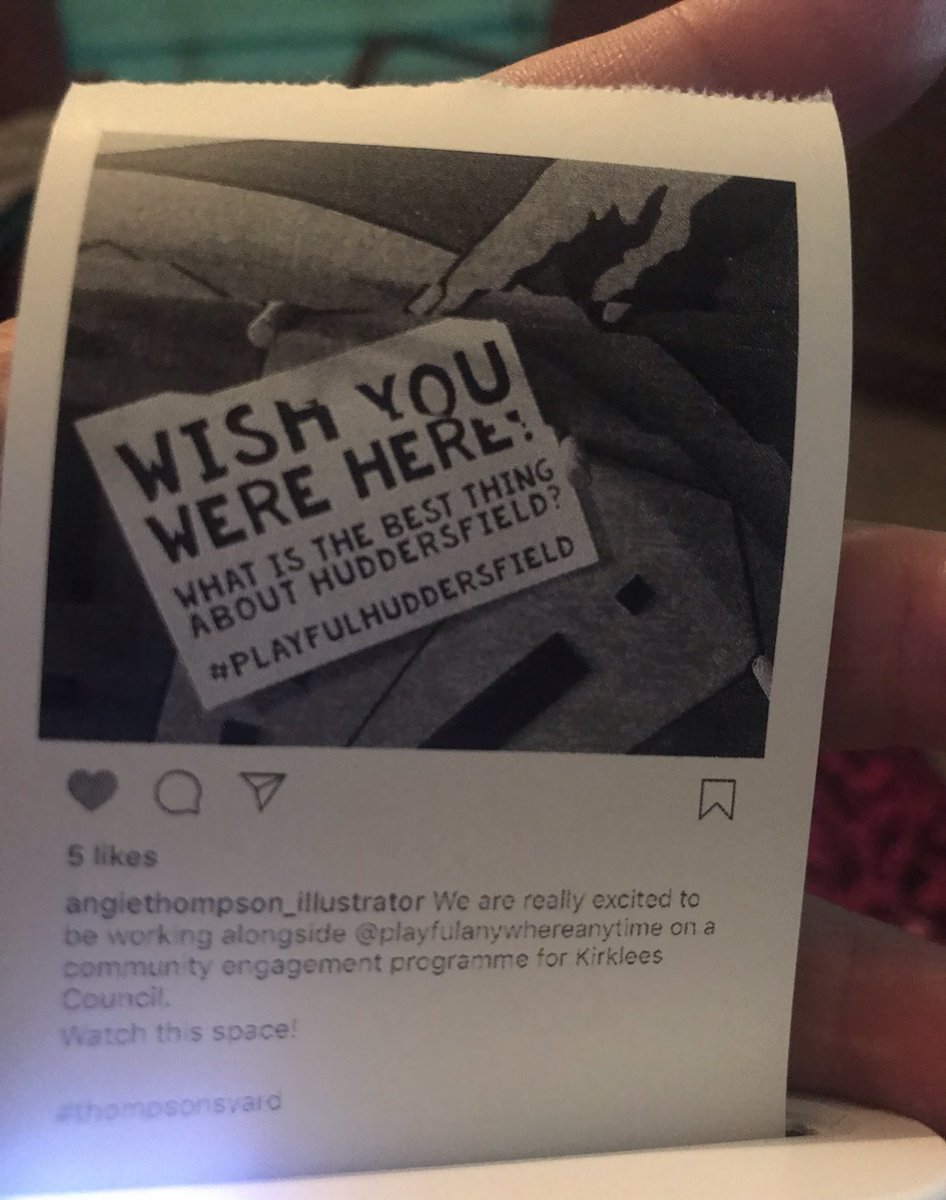 WISH YOU
WERE HERE!
WHAT IS THE BEST THING
ABOUT HUDDERSFIELD?
#PLAYFULHUDDERSFIELD
5 likes
angiethompson_illustrator We are really excited to
be working alongside @playfulanywhereanytime on a
community engagement programme for Kirklees
Council.
Watch this space!
#thompsonsyard